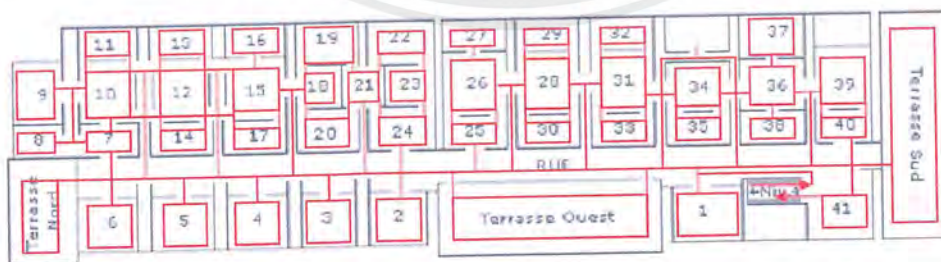 11 13 16 19 22 27 29 32 37
9 10 12 15 18 21 23 26 28 31 34 36 39
8 7 14 17 20 24 25 30 33 35 38 40
RUE
Terrasse Nord
6 5 4 3 2
Terrasse Ouest
1
41
Terrasse Sud